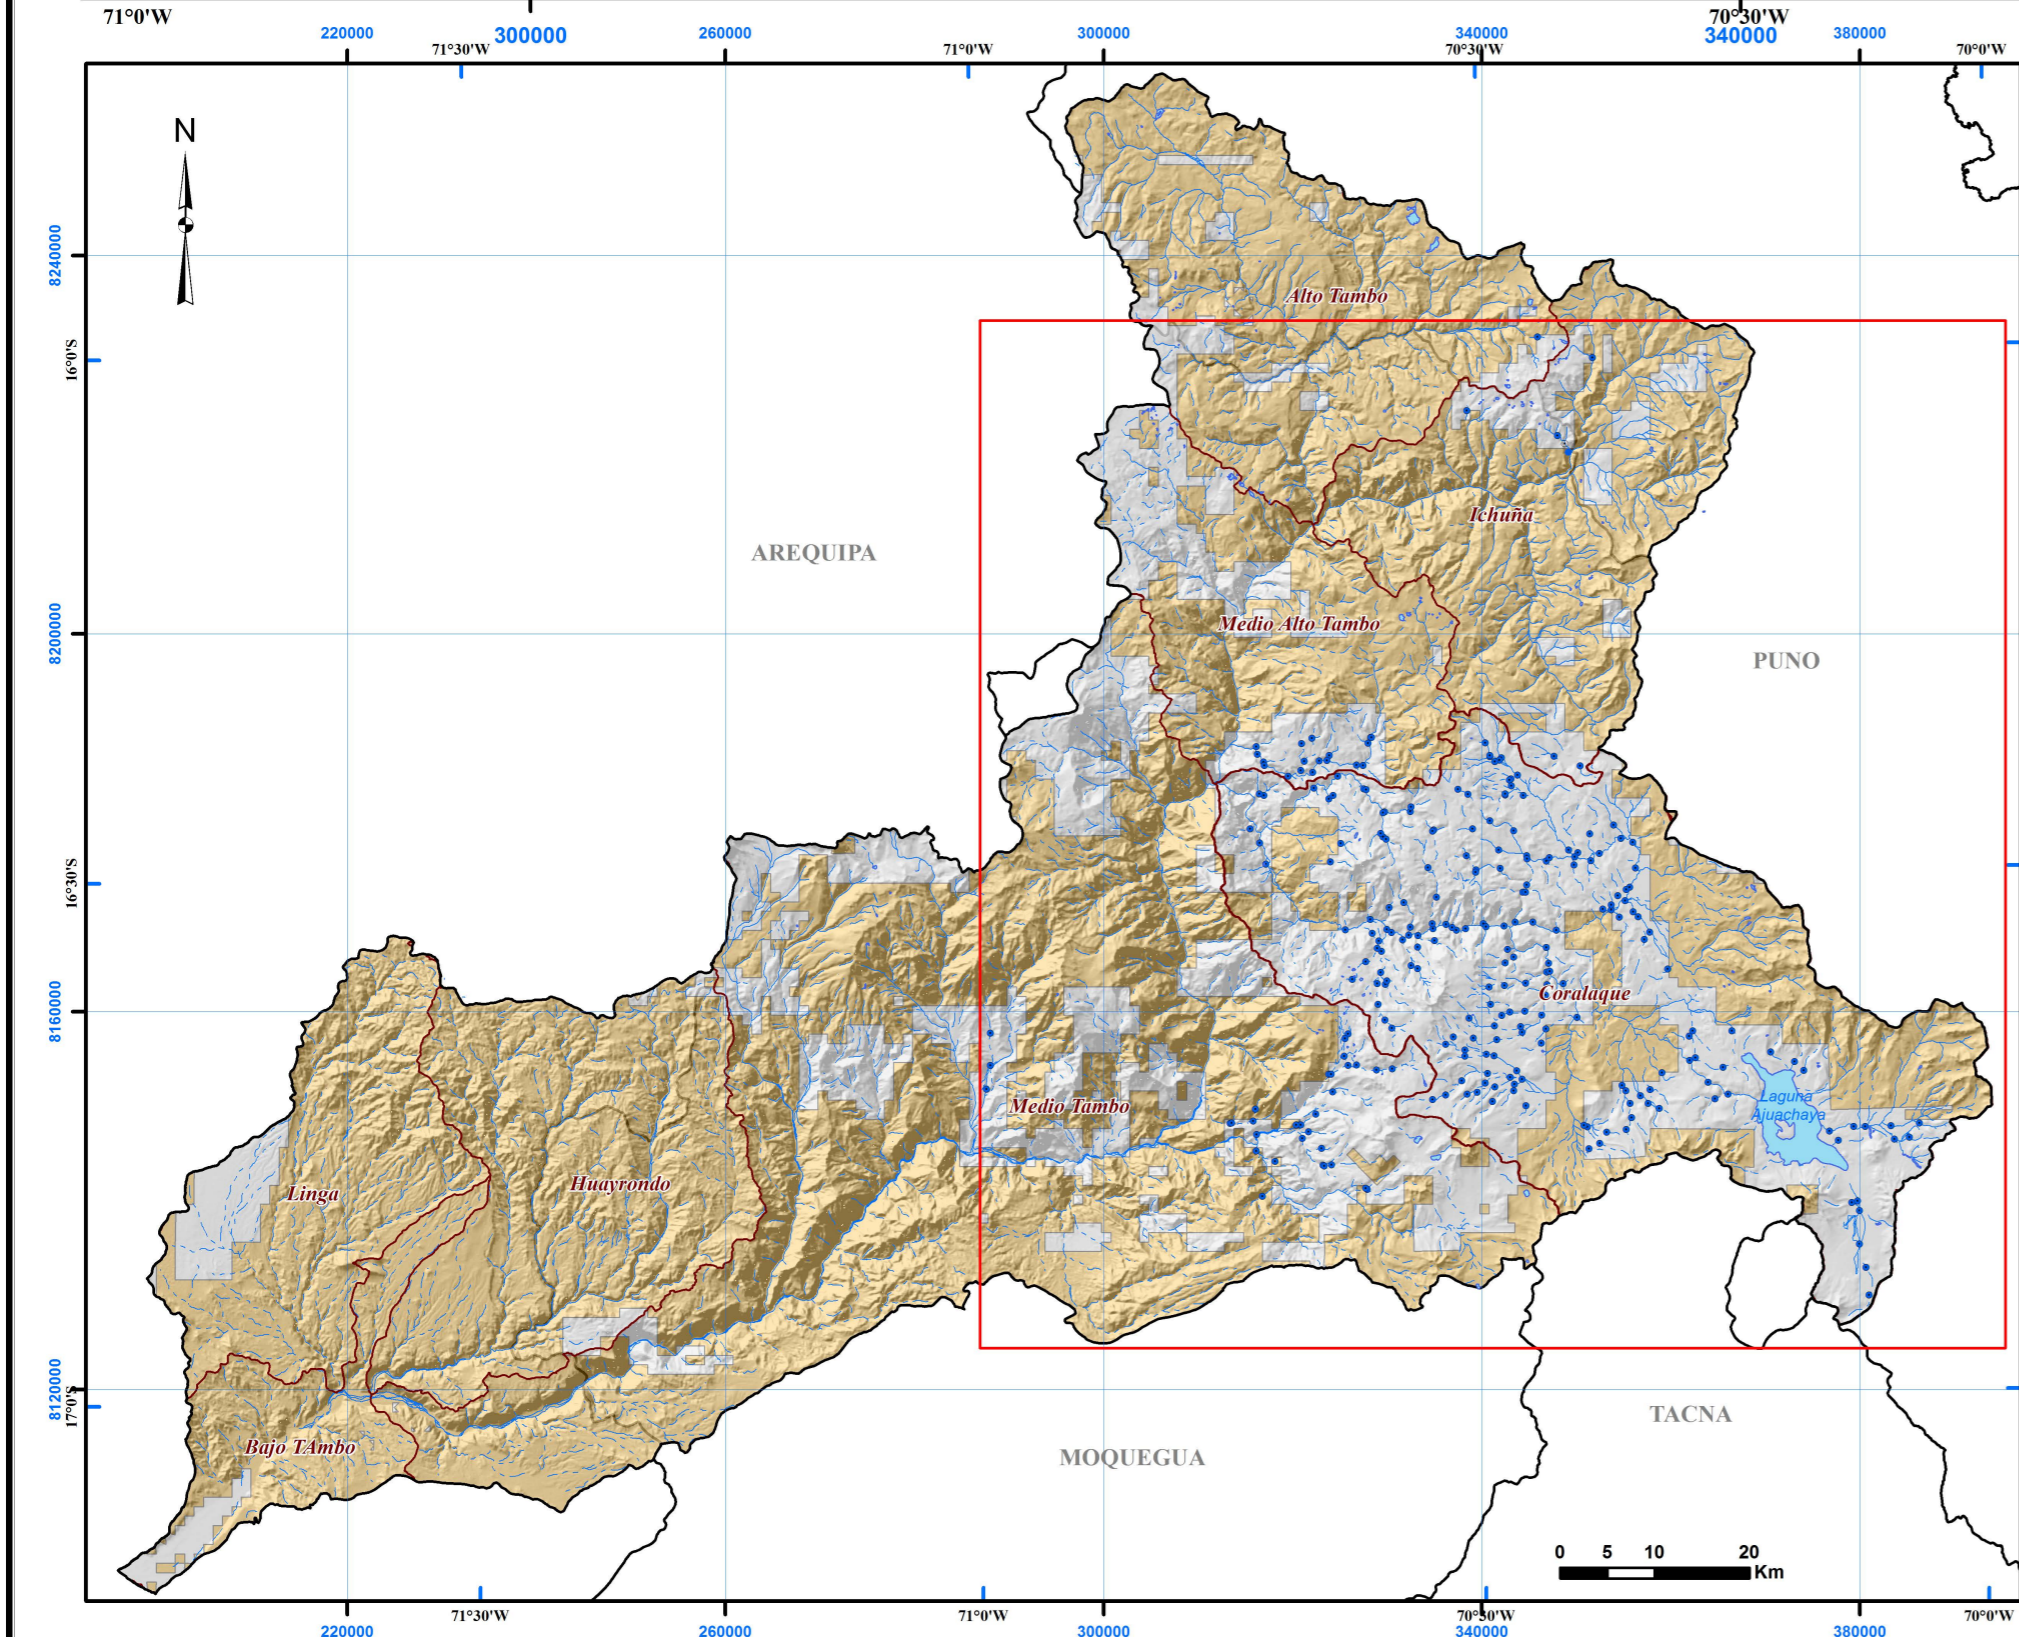 71°0'W 70°30'W
300000 340000
220000 260000 300000 340000 380000
71°30'W 71°0'W 70°30'W 70°0'W
N
8240000
Alto Tambo
16°0'S
Ichuña
AREQUIPA
8200000
Medio Alto Tambo
PUNO
16°30'S
8160000
Coralaque
Laguna
Ajuachaya
Medio Tambo
Huayrondo
Linga
8120000
17°0'S
TACNA
Bajo TAmbo
MOQUEGUA
0 5 10 20
Km
71°30'W 71°0'W 70°30'W 70°0'W
220000 260000 300000 340000 380000